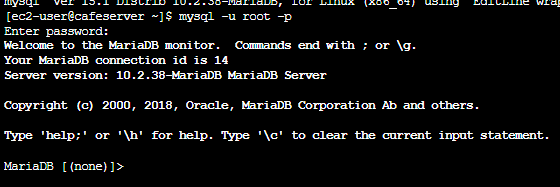 mysql  Ver 15.1 Distrib 10.2.38-MariaDB, for Linux (x86_64) using  EditLine wrap
[ec2-user@cafeserver ~]$ mysql -u root -p
Enter password:
Welcome to the MariaDB monitor.  Commands end with ; or \g.
Your MariaDB connection id is 14
Server version: 10.2.38-MariaDB MariaDB Server
Copyright (c) 2000, 2018, Oracle, MariaDB Corporation Ab and others.
Type 'help;' or '\h' for help. Type '\c' to clear the current input statement.
MariaDB [(none)]>